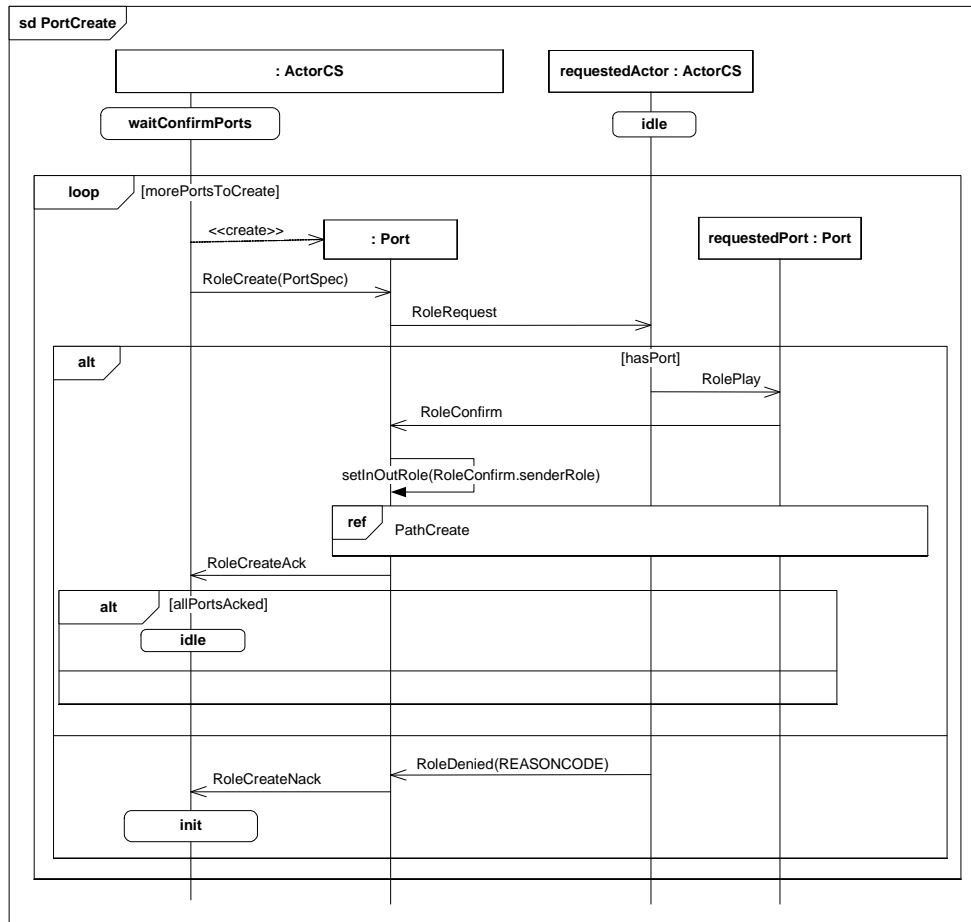 sd PortCreate
: ActorCS
requestedActor : ActorCS
waitConfirmPorts
idle
loop
[morePortsToCreate]
<<create>>
: Port
requestedPort : Port
RoleCreate(PortSpec)
RoleRequest
alt
[hasPort]
RolePlay
RoleConfirm
setInOutRole(RoleConfirm.senderRole)
ref
PathCreate
RoleCreateAck
alt
[allPortsAcked]
idle
RoleDenied(REASONCODE)
RoleCreateNack
init